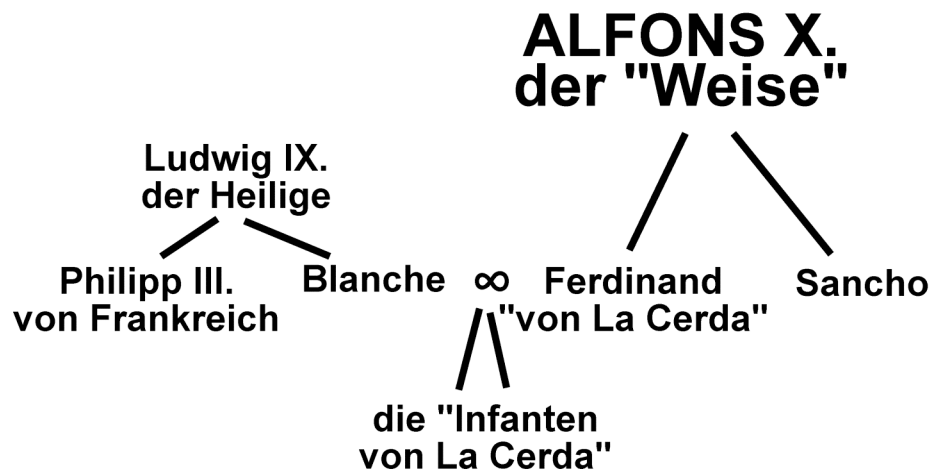 ALFONS X.
der "Weise"
Ludwig IX.
der Heilige
Philipp III.
von Frankreich
Blanche ∞ Ferdinand
"von La Cerda"
Sancho
die "Infanten
von La Cerda"